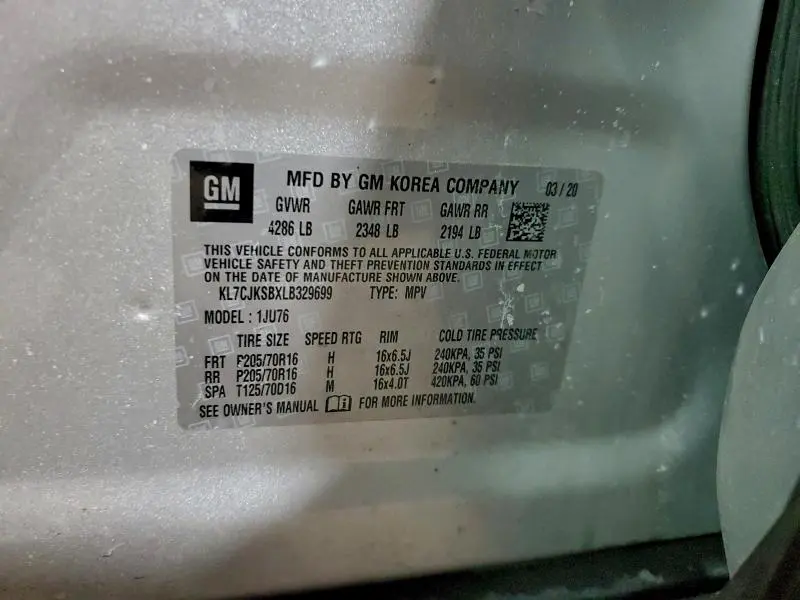 GM MFD BY GM KOREA COMPANY 03/20
GVWR GAWR FRT GAWR RR
4286 LB 2348 LB 2194 LB
THIS VEHICLE CONFORMS TO ALL APPLICABLE U.S. FEDERAL MOTOR
VEHICLE SAFETY AND THEFT PREVENTION STANDARDS IN EFFECT
ON THE DATE OF MANUFACTURE SHOWN ABOVE.
KL7CJKSBXLB329699 TYPE: MPV
MODEL : 1JU76
TIRE SIZE SPEED RTG RIM COLD TIRE PRESSURE
FRT P205/70R16 H 16x6.5J 240KPA, 35 PSI
RR P205/70R16 H 16x6.5J 240KPA, 35 PSI
SPA T125/70D16 M 16x4.0T 420KPA, 60 PSI
SEE OWNER'S MANUAL FOR MORE INFORMATION.